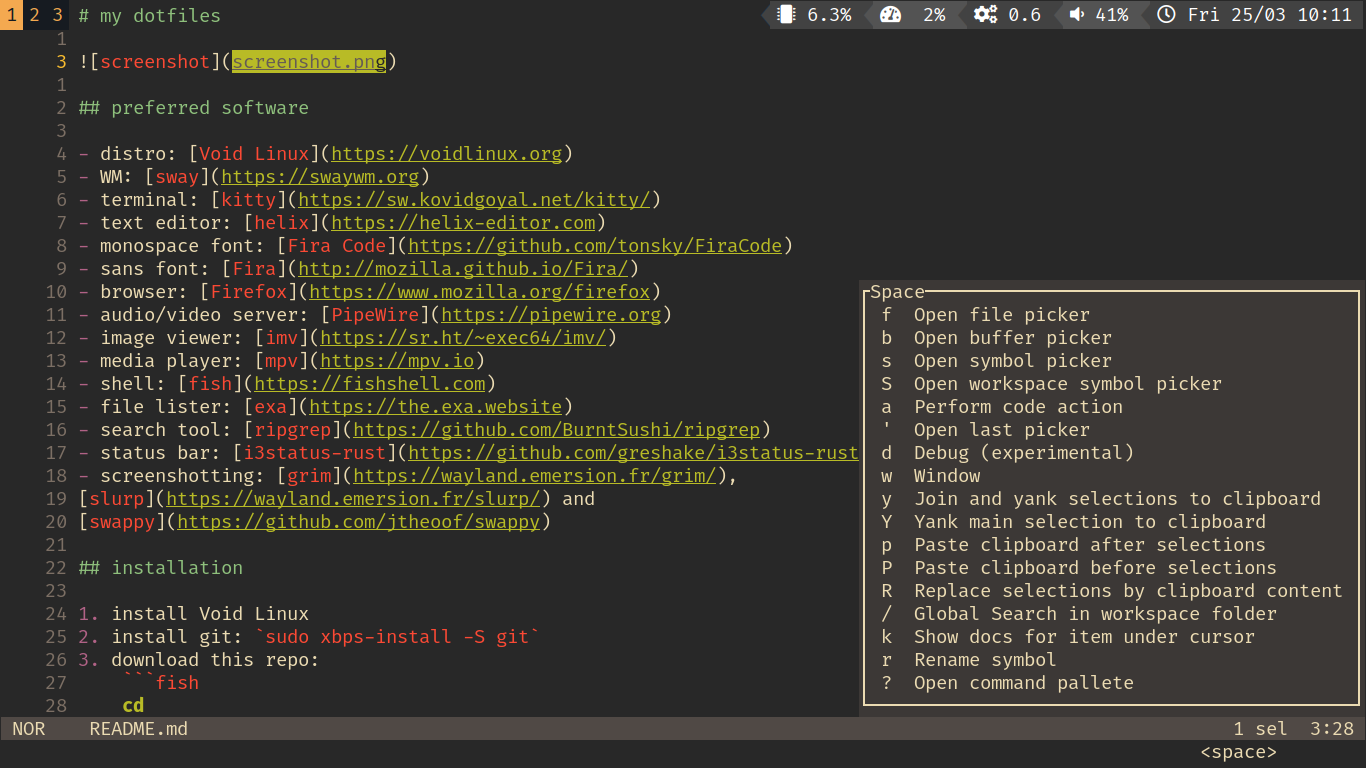 1 2 3 # my dotfiles 6.3% 2% 0.6 41% Fri 25/03 10:11
1
3 ![screenshot](screenshot.png)
1
2 ## preferred software
3
4 - distro: [Void Linux](https://voidlinux.org)
5 - WM: [sway](https://swaywm.org)
6 - terminal: [kitty](https://sw.kovidgoyal.net/kitty/)
7 - text editor: [helix](https://helix-editor.com)
8 - monospace font: [Fira Code](https://github.com/tonsky/FiraCode)
9 - sans font: [Fira](http://mozilla.github.io/Fira/)
10 - browser: [Firefox](https://www.mozilla.org/firefox)
11 - audio/video server: [PipeWire](https://pipewire.org)
12 - image viewer: [imv](https://sr.ht/~exec64/imv/)
13 - media player: [mpv](https://mpv.io)
14 - shell: [fish](https://fishshell.com)
15 - file lister: [exa](https://the.exa.website)
16 - search tool: [ripgrep](https://github.com/BurntSushi/ripgrep)
17 - status bar: [i3status-rust](https://github.com/greshake/i3status-rust
18 - screenshotting: [grim](https://wayland.emersion.fr/grim/),
19 [slurp](https://wayland.emersion.fr/slurp/) and
20 [swappy](https://github.com/jtheoof/swappy)
21
22 ## installation
23
24 1. install Void Linux
25 2. install git: `sudo xbps-install -S git`
26 3. download this repo:
27 ```fish
28 cd
Space
f Open file picker
b Open buffer picker
s Open symbol picker
S Open workspace symbol picker
a Perform code action
' Open last picker
d Debug (experimental)
w Window
y Join and yank selections to clipboard
Y Yank main selection to clipboard
p Paste clipboard after selections
P Paste clipboard before selections
R Replace selections by clipboard content
/ Global Search in workspace folder
k Show docs for item under cursor
r Rename symbol
? Open command pallete
NOR README.md 1 sel 3:28
<space>